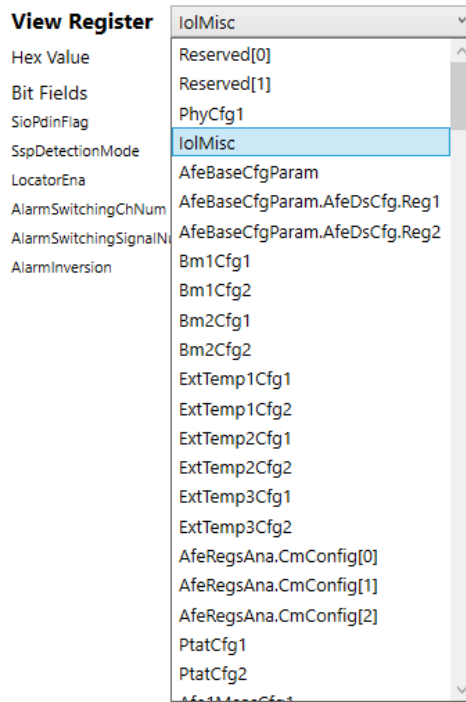 View Register
IolMisc
Hex Value
Bit Fields
SioPdinFlag
SspDetectionMode
LocatorEna
AlarmSwitchingChNum
AlarmInversion
Reserved[0]
Reserved[1]
PhyCfg1
IolMisc
AfeBaseCfgParam
AfeBaseCfgParam.AfeDsCfg.Reg1
AfeBaseCfgParam.AfeDsCfg.Reg2
Bm1Cfg1
Bm1Cfg2
Bm2Cfg1
Bm2Cfg2
ExtTemp1Cfg1
ExtTemp1Cfg2
ExtTemp2Cfg1
ExtTemp2Cfg2
ExtTemp3Cfg1
ExtTemp3Cfg2
AfeRegsAna.CmConfig[0]
AfeRegsAna.CmConfig[1]
AfeRegsAna.CmConfig[2]
PtatCfg1
PtatCfg2